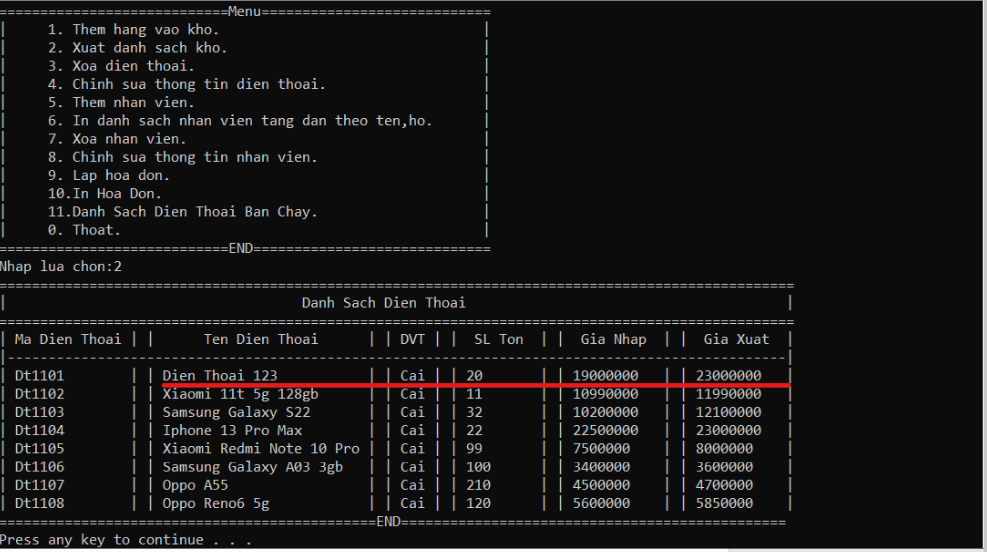 ============================Menu============================
|     1. Them hang vao kho.                                |
|     2. Xuat danh sach kho.                               |
|     3. Xoa dien thoai.                                   |
|     4. Chinh sua thong tin dien thoai.                   |
|     5. Them nhan vien.                                   |
|     6. In danh sach nhan vien tang dan theo ten,ho.      |
|     7. Xoa nhan vien.                                    |
|     8. Chinh sua thong tin nhan vien.                    |
|     9. Lap hoa don.                                      |
|     10.In Hoa Don.                                       |
|     11.Danh Sach Dien Thoai Ban Chay.                    |
|     0. Thoat.                                            |
============================END=============================
Nhap lua chon:2
=================================================================================================
|                                    Danh Sach Dien Thoai                                       |
=================================================================================================
| Ma Dien Thoai | |      Ten Dien Thoai      | | DVT | |  SL Ton  | |  Gia Nhap  | |  Gia Xuat  |
|-----------------------------------------------------------------------------------------------|
| Dt1101        | | Dien Thoai 123           | | Cai | | 20       | | 19000000   | | 23000000   |
| Dt1102        | | Xiaomi 11t 5g 128gb      | | Cai | | 11       | | 10990000   | | 11990000   |
| Dt1103        | | Samsung Galaxy S22       | | Cai | | 32       | | 10200000   | | 12100000   |
| Dt1104        | | Iphone 13 Pro Max        | | Cai | | 22       | | 22500000   | | 23000000   |
| Dt1105        | | Xiaomi Redmi Note 10 Pro | | Cai | | 99       | | 7500000    | | 8000000    |
| Dt1106        | | Samsung Galaxy A03 3gb   | | Cai | | 100      | | 3400000    | | 3600000    |
| Dt1107        | | Oppo A55                 | | Cai | | 210      | | 4500000    | | 4700000    |
| Dt1108        | | Oppo Reno6 5g            | | Cai | | 120      | | 5600000    | | 5850000    |
==============================================END===============================================
Press any key to continue . . .